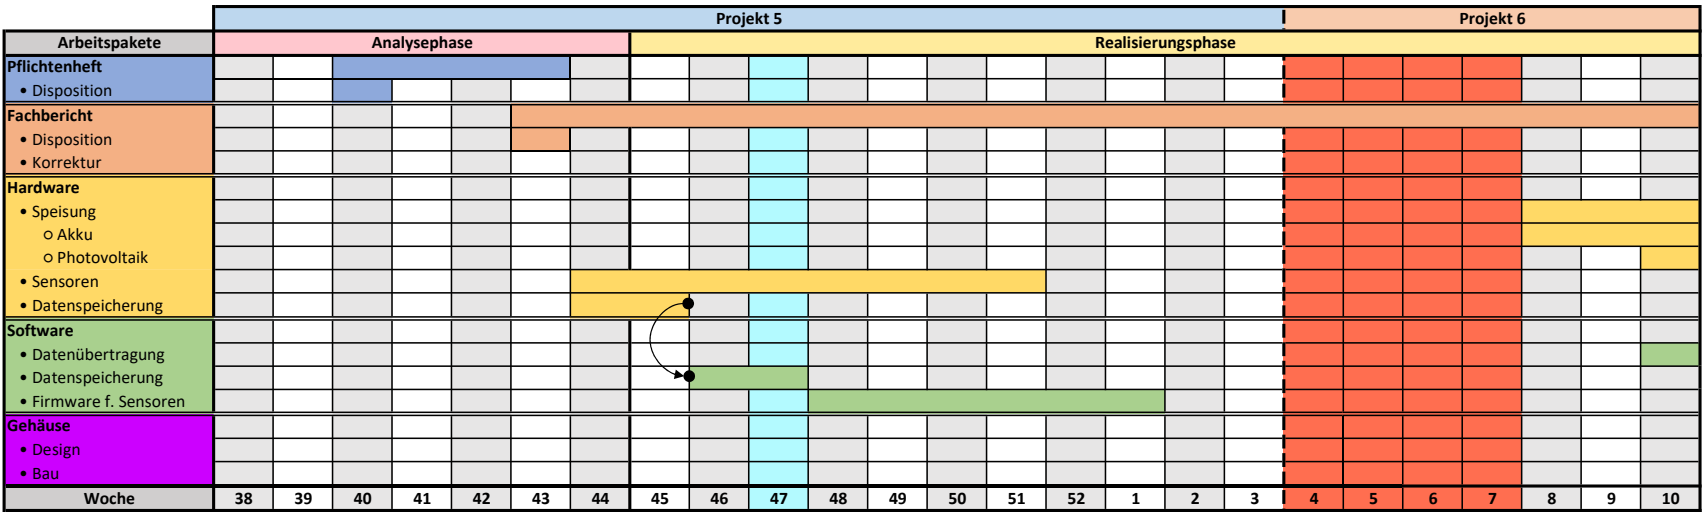 Projekt 5 Projekt 6
Arbeitspakete Analysephase Realisierungsphase
Pflichtenheft
• Disposition
Fachbericht
• Disposition
• Korrektur
Hardware
• Speisung
○ Akku
○ Photovoltaik
• Sensoren
• Datenspeicherung
Software
• Datenübertragung
• Datenspeicherung
• Firmware f. Sensoren
Gehäuse
• Design
• Bau
Woche 38 39 40 41 42 43 44 45 46 47 48 49 50 51 52 1 2 3 4 5 6 7 8 9 10